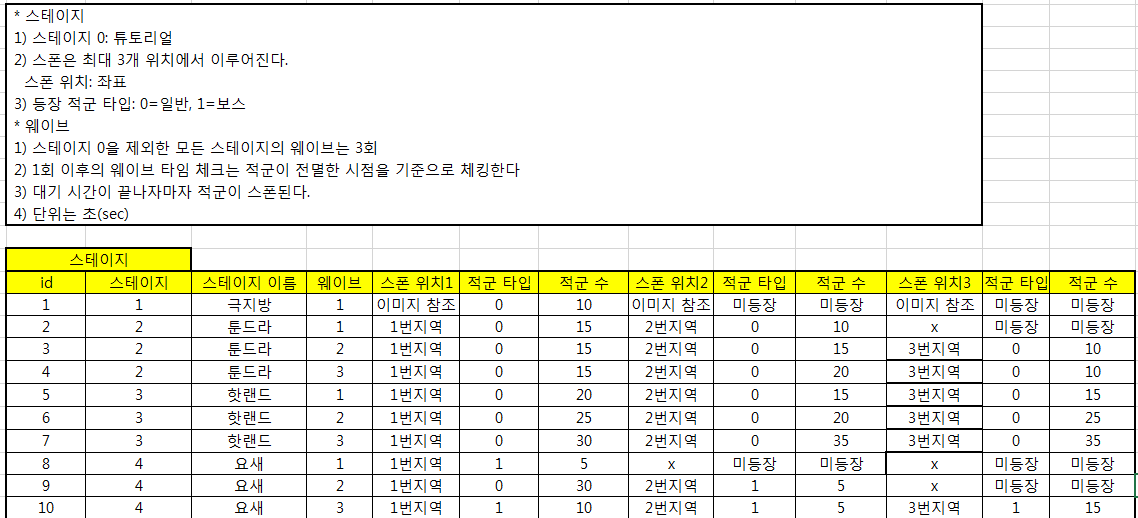 * 스테이지
1) 스테이지 0: 튜토리얼
2) 스폰은 최대 3개 위치에서 이루어진다.
스폰 위치: 좌표
3) 등장 적군 타입: 0=일반, 1=보스
* 웨이브
1) 스테이지 0을 제외한 모든 스테이지의 웨이브는 3회
2) 1회 이후의 웨이브 타임 체크는 적군이 전멸한 시점을 기준으로 체킹한다
3) 대기 시간이 끝나자마자 적군이 스폰된다.
4) 단위는 초(sec)
스테이지
id 스테이지 스테이지 이름 웨이브 스폰 위치1 적군 타입 적군 수 스폰 위치2 적군 타입 적군 수 스폰 위치3 적군 타입 적군 수
1 1 극지방 1 이미지 참조 0 10 이미지 참조 미등장 미등장 이미지 참조 미등장 미등장
2 2 툰드라 1 1번지역 0 15 2번지역 0 10 x 미등장 미등장
3 2 툰드라 2 1번지역 0 15 2번지역 0 15 3번지역 0 10
4 2 툰드라 3 1번지역 0 15 2번지역 0 20 3번지역 0 10
5 3 핫랜드 1 1번지역 0 20 2번지역 0 15 3번지역 0 15
6 3 핫랜드 2 1번지역 0 25 2번지역 0 20 3번지역 0 25
7 3 핫랜드 3 1번지역 0 30 2번지역 0 35 3번지역 0 35
8 4 요새 1 1번지역 1 5 x 미등장 미등장 x 미등장 미등장
9 4 요새 2 1번지역 0 30 2번지역 1 5 x 미등장 미등장
10 4 요새 3 1번지역 1 10 2번지역 1 5 3번지역 1 15